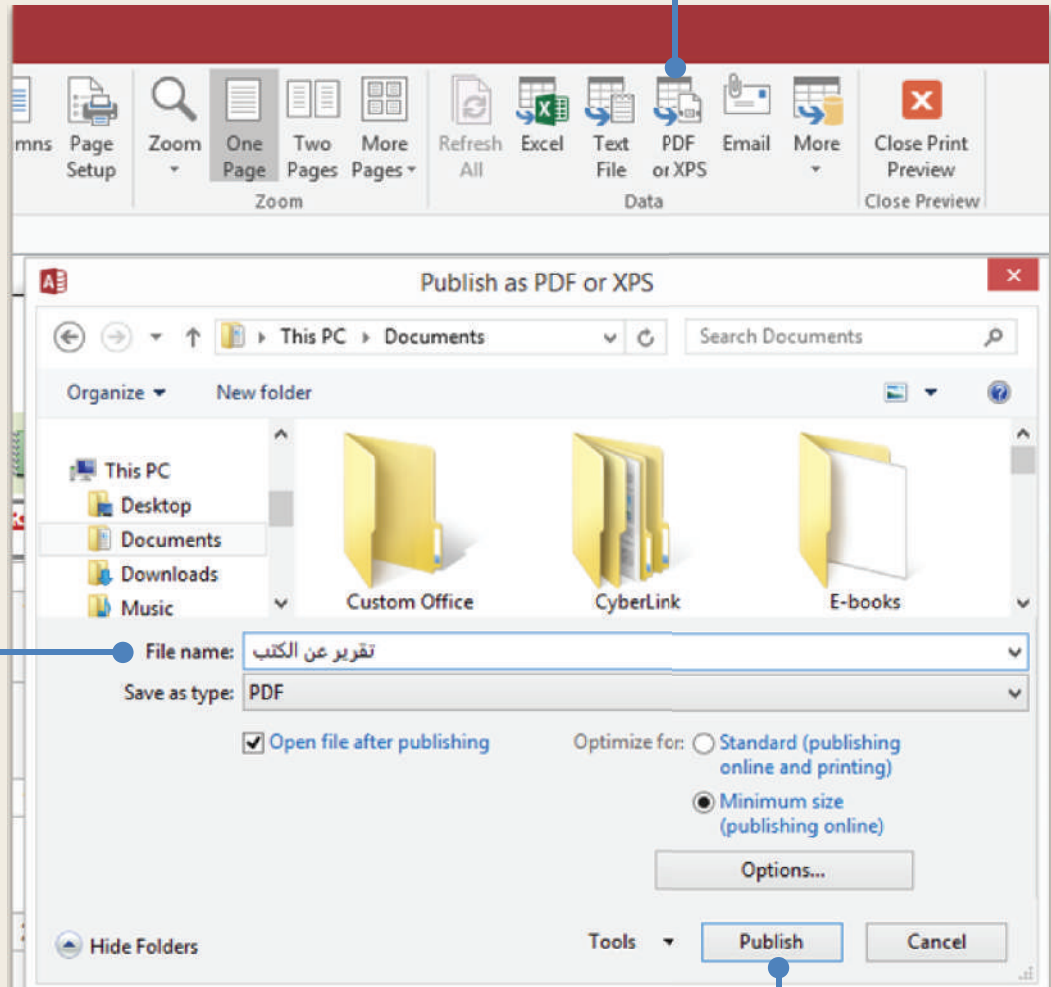 mns
Page Setup
Zoom
One Page
Two Pages
More Pages
Refresh All
Excel
Text File
PDF or XPS
Email
More
Close Print Preview
Zoom
Data
Close Preview
Publish as PDF or XPS
This PC
Documents
Search Documents
Organize
New folder
This PC
Desktop
Documents
Downloads
Music
Custom Office
CyberLink
E-books
File name: تقرير عن الكتب
Save as type: PDF
Open file after publishing
Optimize for:
Standard (publishing
online and printing)
Minimum size
(publishing online)
Options...
Hide Folders
Tools
Publish
Cancel